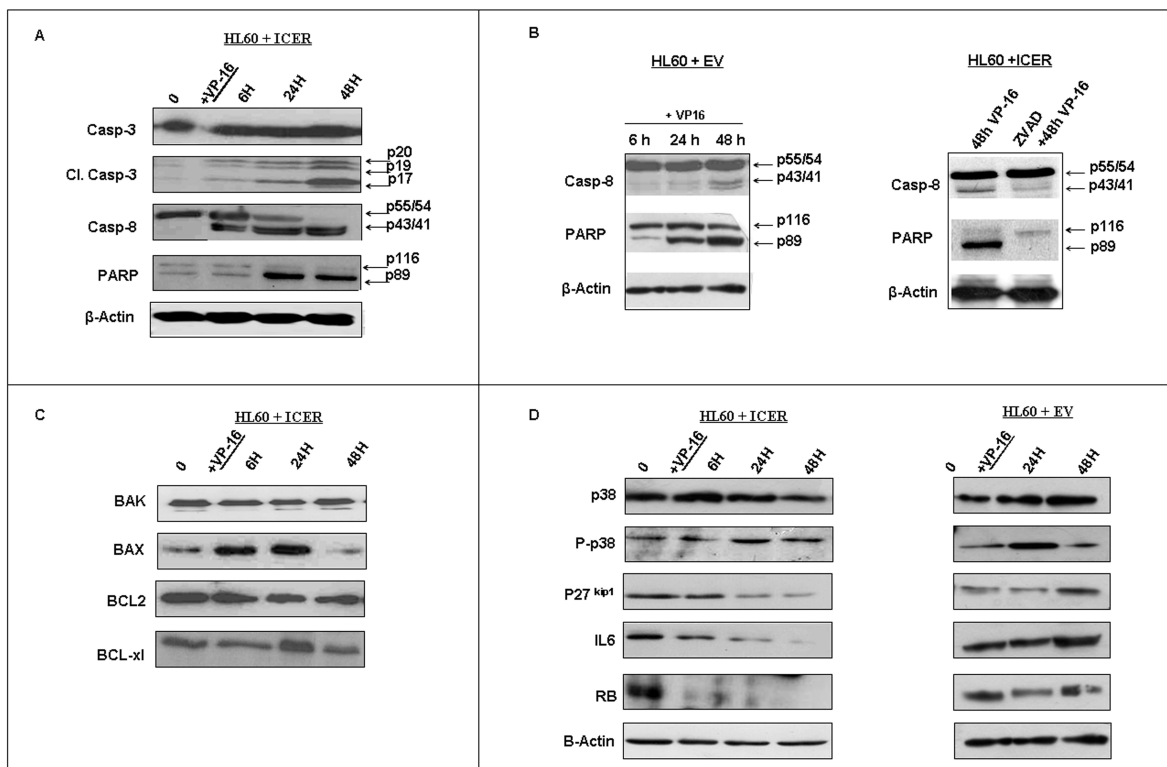 A
HL60 + ICER
0 +VP-16 6H 24H 48H
Casp-3
Cl. Casp-3
p20
p19
p17
Casp-8
p55/54
p43/41
PARP
p116
p89
β-Actin
B
HL60 + EV
+ VP16
6 h 24 h 48 h
Casp-8
p55/54
p43/41
PARP
p116
p89
β-Actin
HL60 +ICER
48h VP-16
ZVAD
+48h VP-16
Casp-8
p55/54
p43/41
PARP
p116
p89
β-Actin
C
HL60 + ICER
0 +VP-16 6H 24H 48H
BAK
BAX
BCL2
BCL-xl
D
HL60 + ICER
0 +VP-16 6H 24H 48H
HL60 + EV
0 +VP-16 24H 48H
p38
P-p38
P27 kip1
IL6
RB
B-Actin